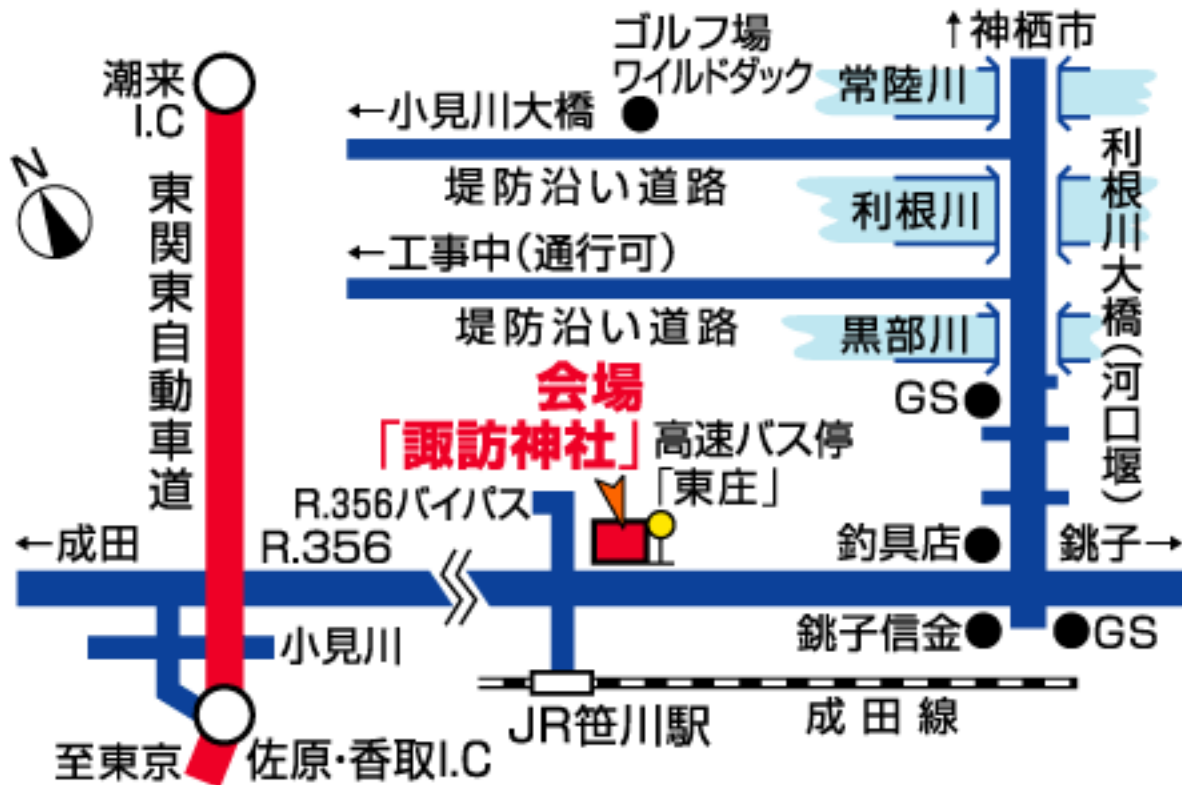 潮来
I.C
N
東関東自動車道
ゴルフ場
ワイルドダック
↑神栖市
←小見川大橋
常陸川
堤防沿い道路
利根川
利根川大橋(河口堰)
←工事中(通行可)
堤防沿い道路
黒部川
会場
「諏訪神社」
高速バス停
「東庄」
GS
R.356バイパス
←成田
R.356
釣具店
銚子→
小見川
銚子信金
GS
JR笹川駅
成田線
至東京
佐原・香取I.C